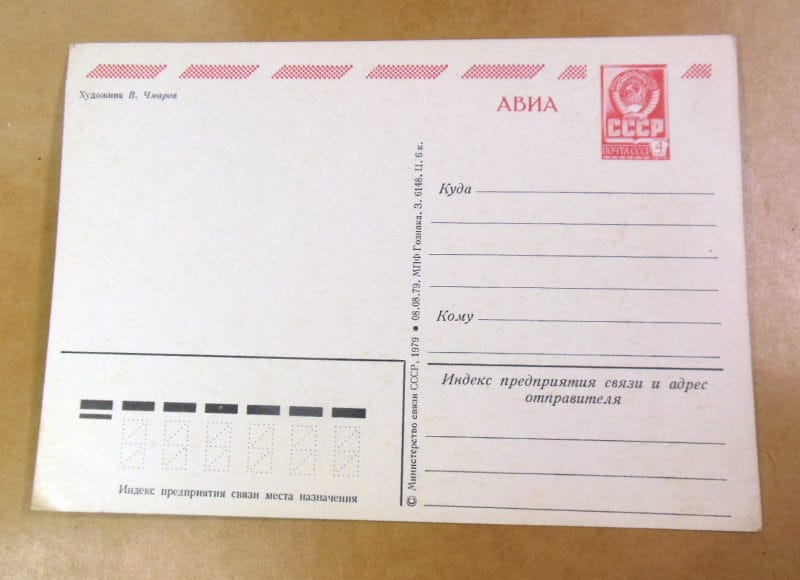 Художник В. Чмаров
АВИА
СССР
ПОЧТА СССР 4
Куда
Кому
Индекс предприятия связи и адрес
отправителя
© Министерство связи СССР, 1979 ● 08.08.79. МПФ Гознака. З. 6148. Ц. 6 к.
Индекс предприятия связи места назначения